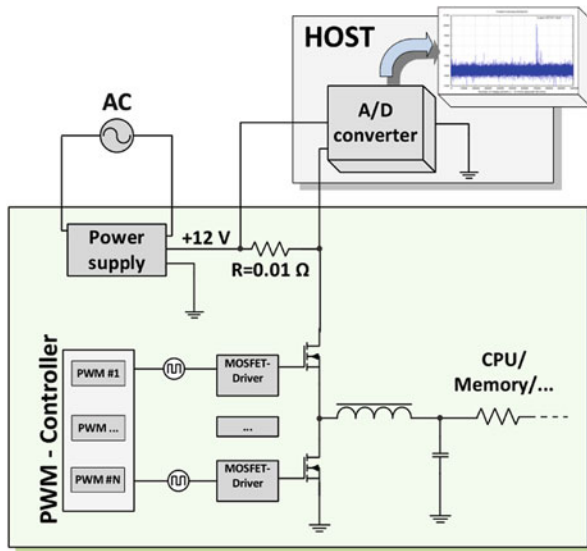 HOST
A/D
converter
AC
Power
supply
+12 V
R=0.01 Ω
PWM - Controller
PWM #1
MOSFET-
Driver
PWM ...
...
PWM #N
MOSFET-
Driver
CPU/
Memory/...